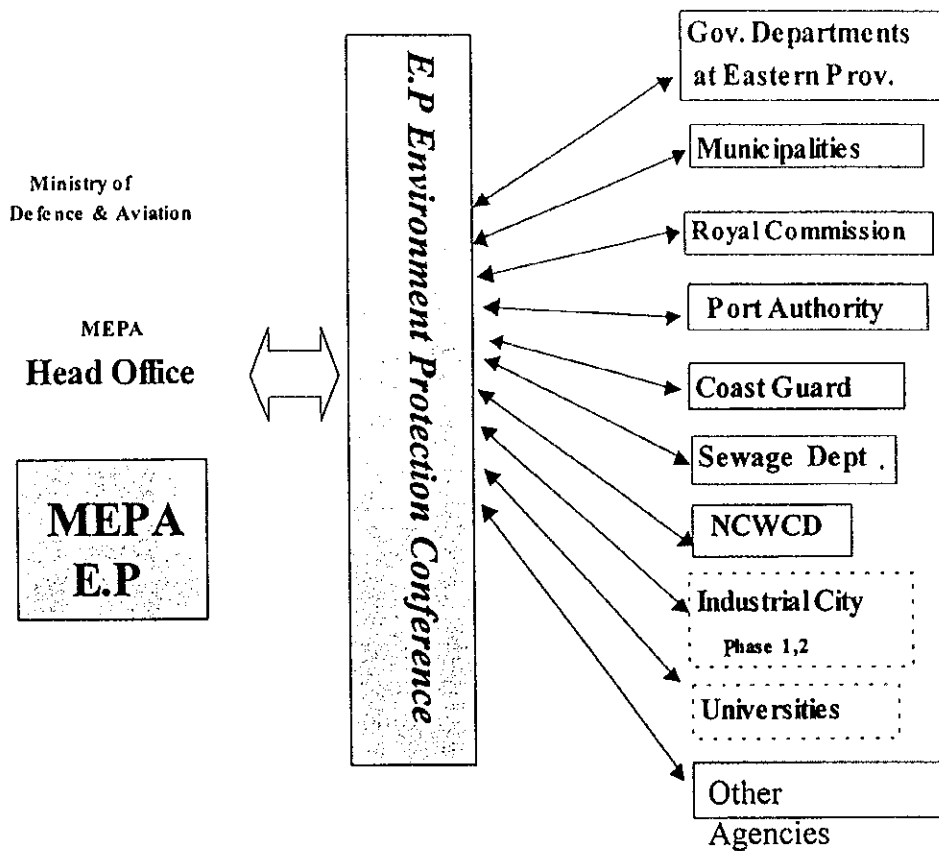 Ministry of
Defence & Aviation
MEPA
Head Office
MEPA
E.P
E.P Environment Protection Conference
Gov. Departments
at Eastern Prov.
Municipalities
Royal Commission
Port Authority
Coast Guard
Sewage Dept .
NCWCD
Industrial City
Phase 1,2
Universities
Other
Agencies